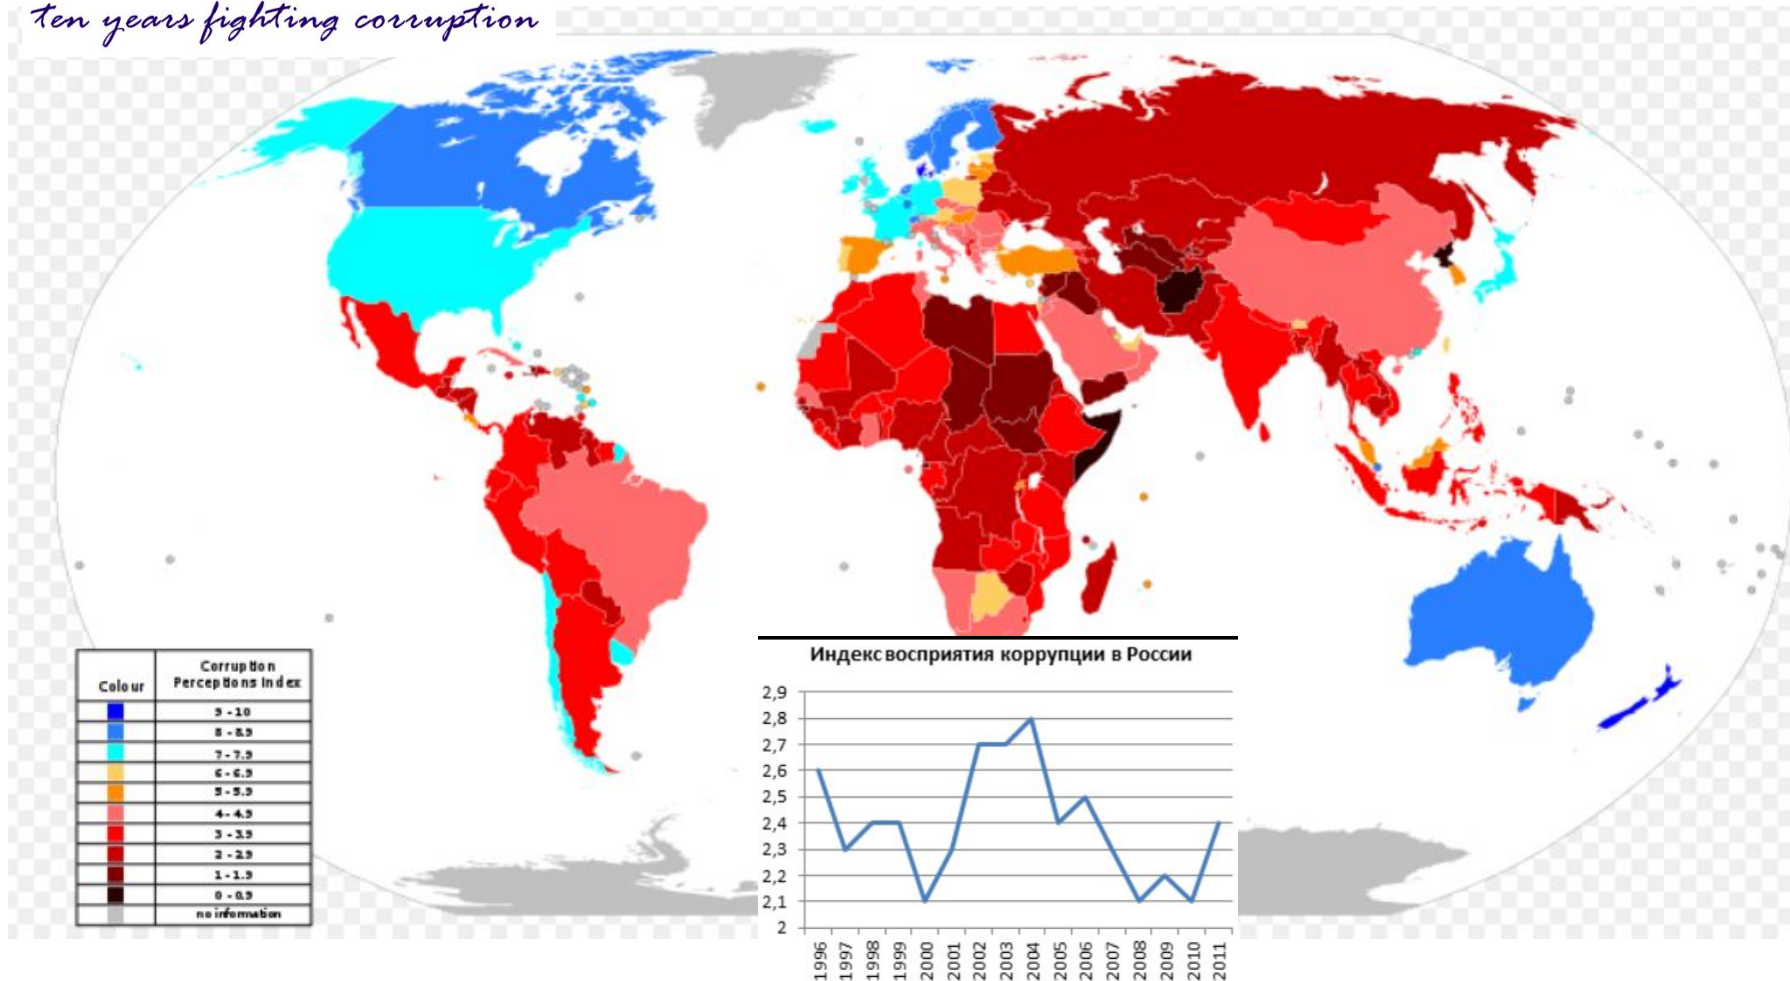 ten years fighting corruption
Colour
Corruption
Perceptions Index
9 - 10
8 - 8.9
7 - 7.9
6 - 6.9
5 - 5.9
4 - 4.9
3 - 3.9
2 - 2.9
1 - 1.9
0 - 0.9
no information
Индекс восприятия коррупции в России
2,9
2,8
2,7
2,6
2,5
2,4
2,3
2,2
2,1
2
1996
1997
1998
1999
2000
2001
2002
2003
2004
2005
2006
2007
2008
2009
2010
2011